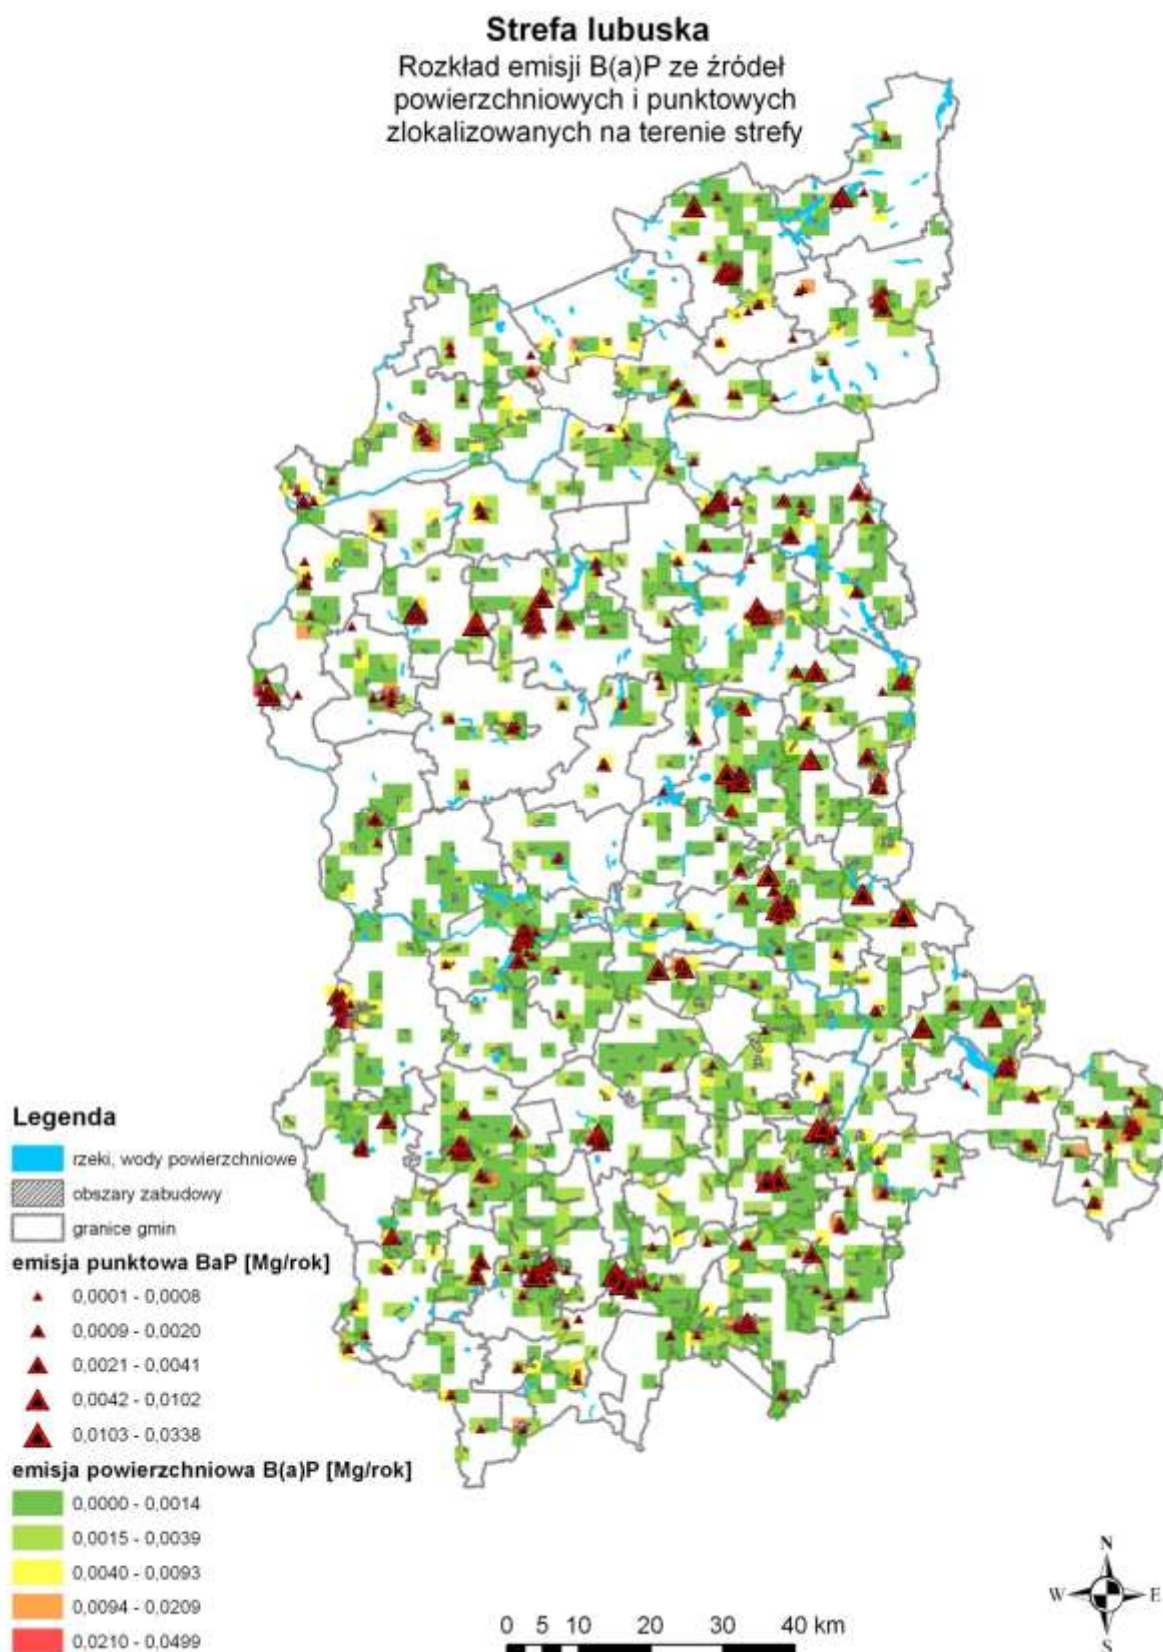 Strefa lubuska
Rozkład emisji B(a)P ze źródeł
powierzchniowych i punktowych
zlokalizowanych na terenie strefy
Legenda
rzeki, wody powierzchniowe
obszary zabudowy
granice gmin
emisja punktowa BaP [Mg/rok]
0,0001 - 0,0008
0,0009 - 0,0020
0,0021 - 0,0041
0,0042 - 0,0102
0,0103 - 0,0338
emisja powierzchniowa B(a)P [Mg/rok]
0,0000 - 0,0014
0,0015 - 0,0039
0,0040 - 0,0093
0,0094 - 0,0209
0,0210 - 0,0499
0 5 10 20 30 40 km
N
W E
S